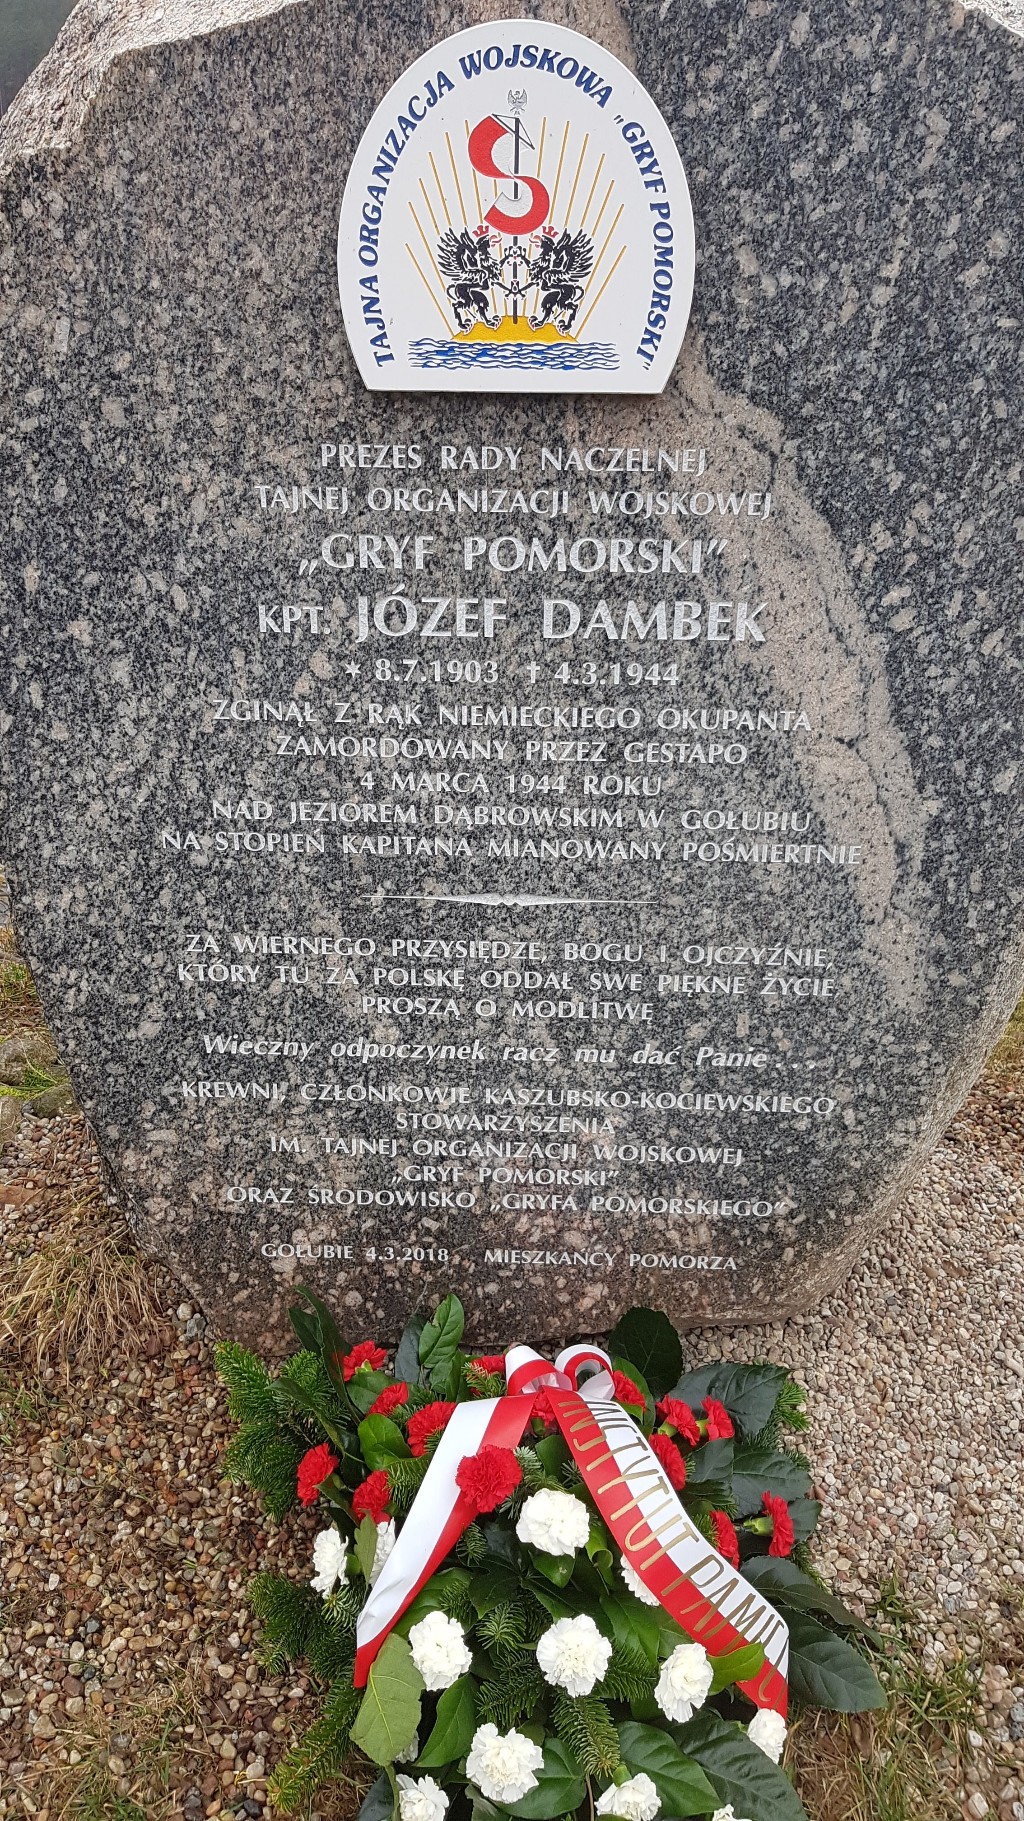 TAJNA ORGANIZACJA WOJSKOWA „GRYF POMORSKI”
PREZES RADY NACZELNEJ
TAJNEJ ORGANIZACJI WOJSKOWEJ
„GRYF POMORSKI”
KPT. JÓZEF DAMBEK
✶ 8.7.1903 † 4.3.1944
ZGINĄŁ Z RĄK NIEMIECKIEGO OKUPANTA
ZAMORDOWANY PRZEZ GESTAPO
4 MARCA 1944 ROKU
NAD JEZIOREM DĄBROWSKIM W GOŁUBIU
NA STOPIEŃ KAPITANA MIANOWANY POŚMIERTNIE
ZA WIERNEGO PRZYSIĘDZE, BOGU I OJCZYŹNIE,
KTÓRY TU ZA POLSKĘ ODDAŁ SWE PIĘKNE ŻYCIE
PROSZĄ O MODLITWĘ
Wieczny odpoczynek racz mu dać Panie . . .
KREWNI, CZŁONKOWIE KASZUBSKO-KOCIEWSKIEGO
STOWARZYSZENIA
IM. TAJNEJ ORGANIZACJI WOJSKOWEJ
„GRYF POMORSKI”
ORAZ ŚRODOWISKO „GRYFA POMORSKIEGO”
GOŁUBIE 4.3.2018 MIESZKAŃCY POMORZA
INSTYTUT